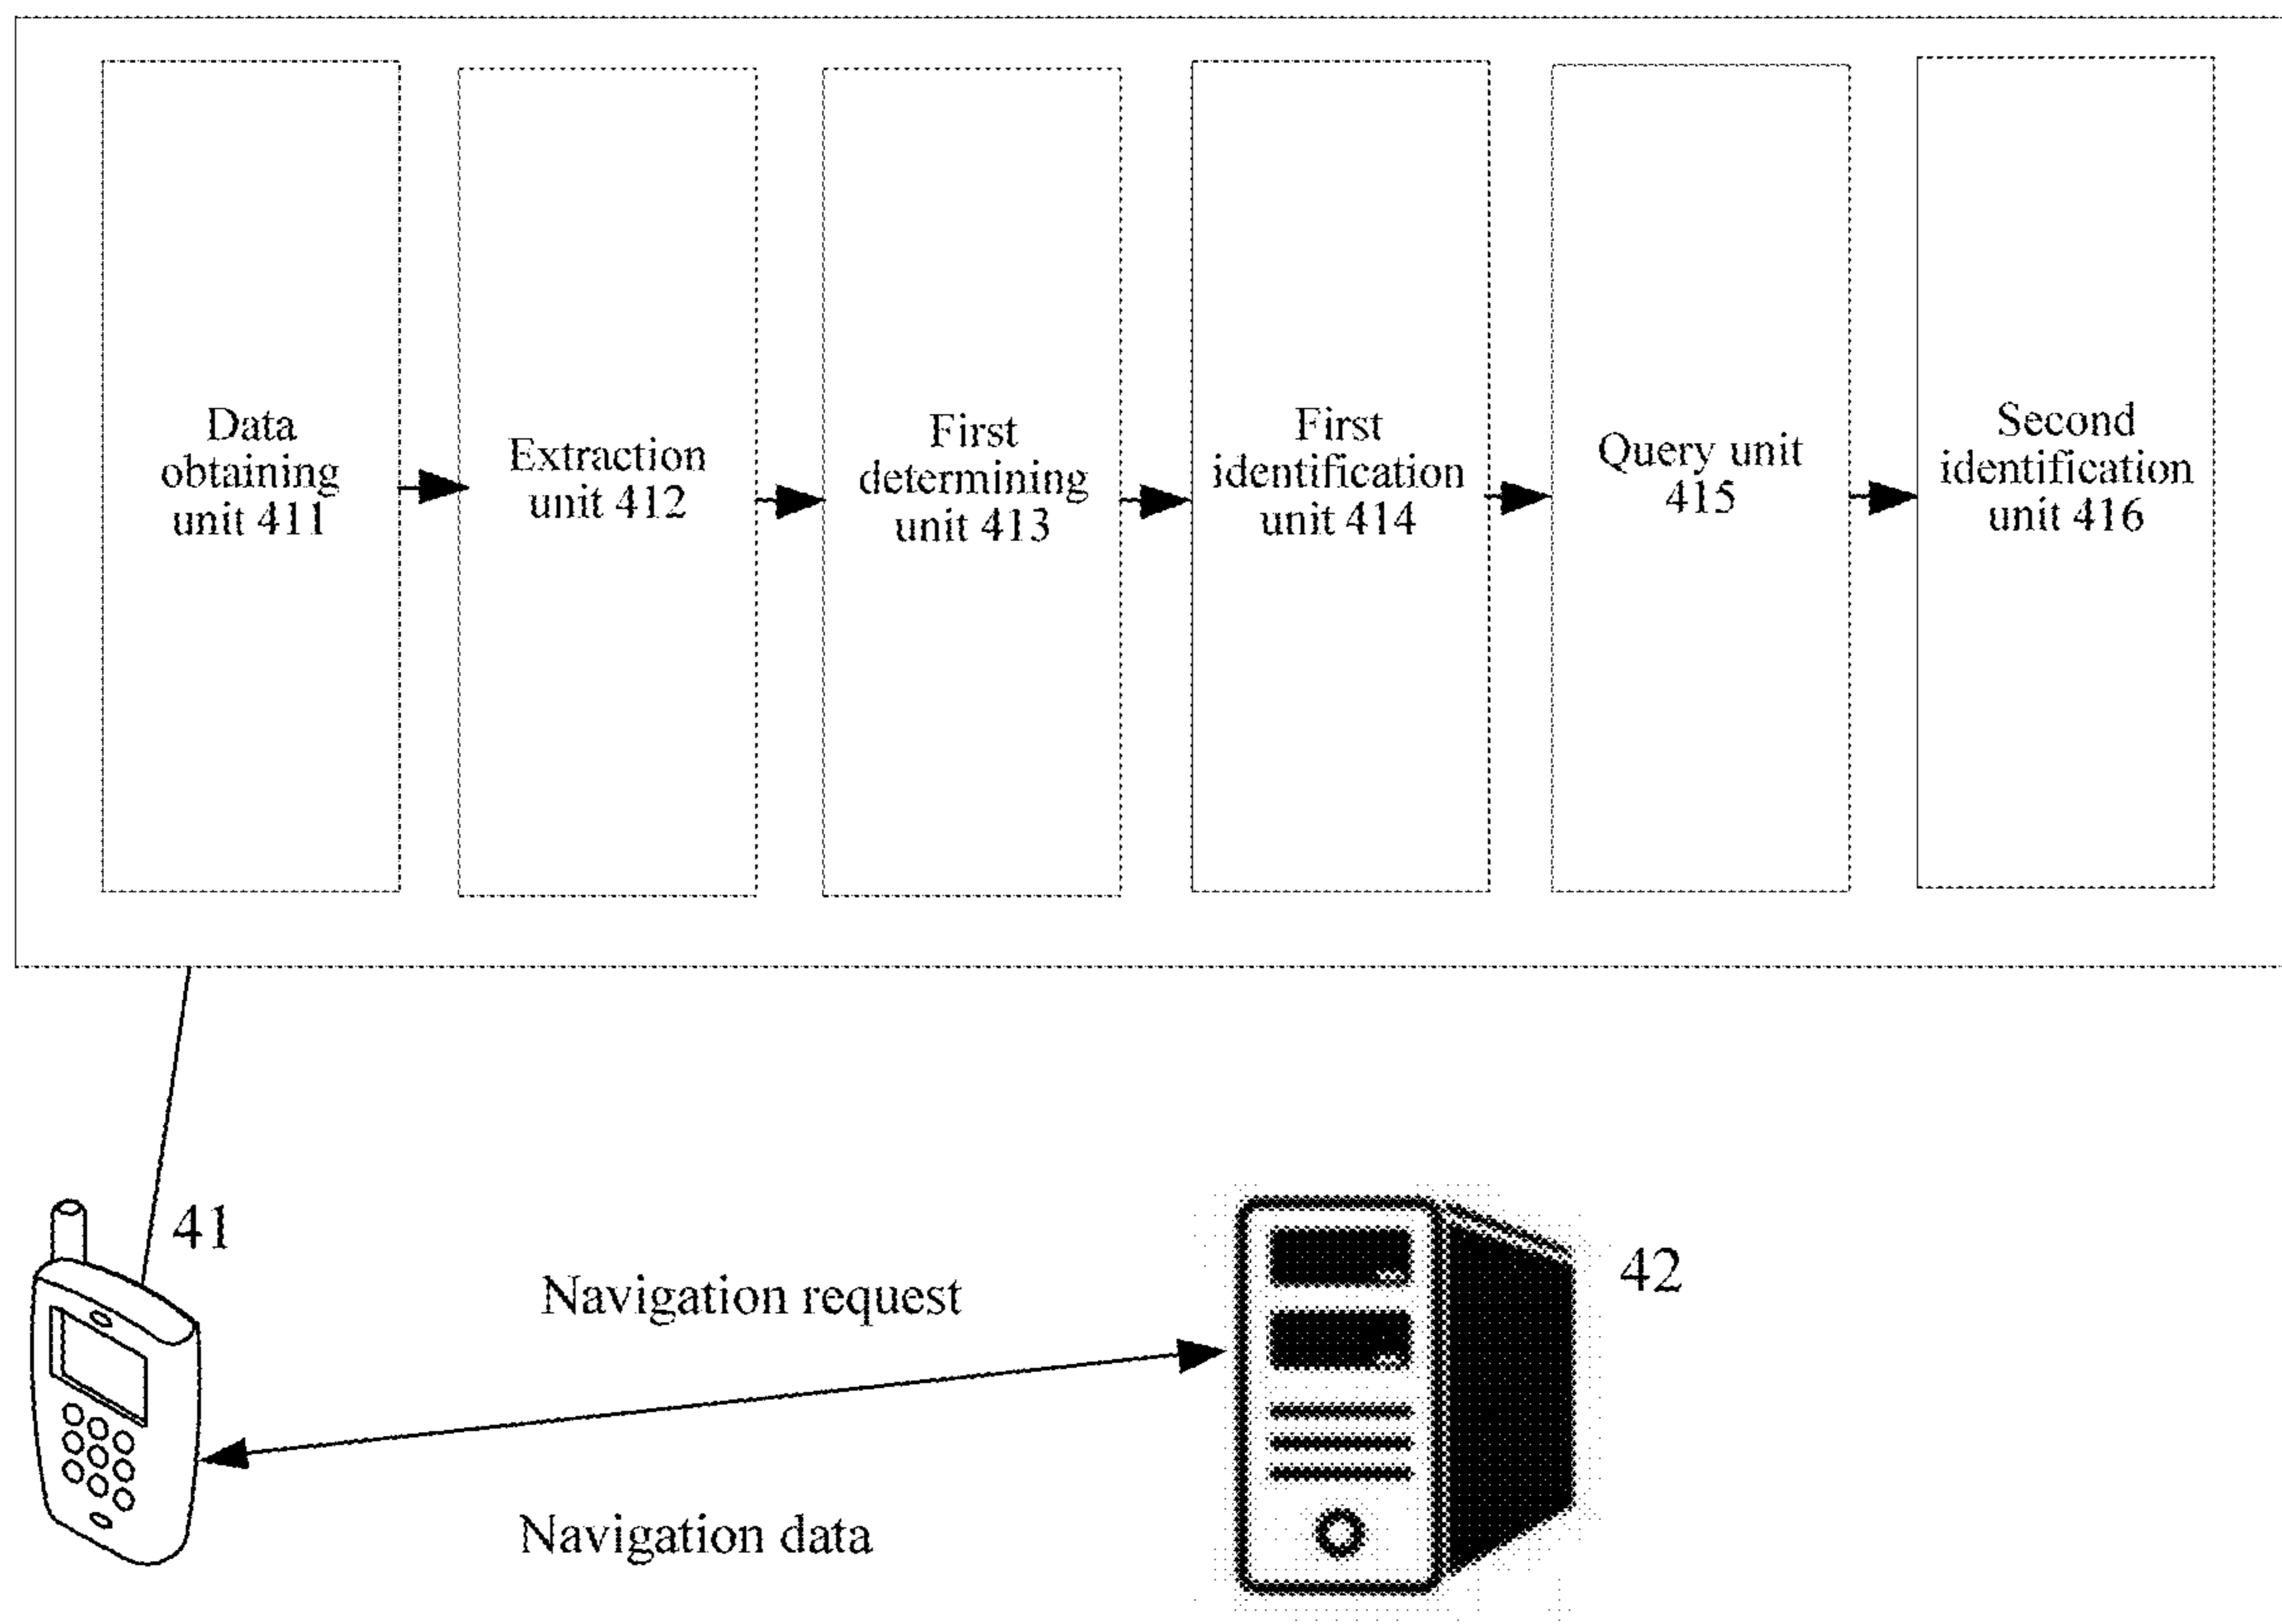 Data
obtaining
unit 411
Extraction
unit 412
First
determining
unit 413
First
identification
unit 414
Query unit
415
Second
identification
unit 416
41
42
Navigation request
Navigation data